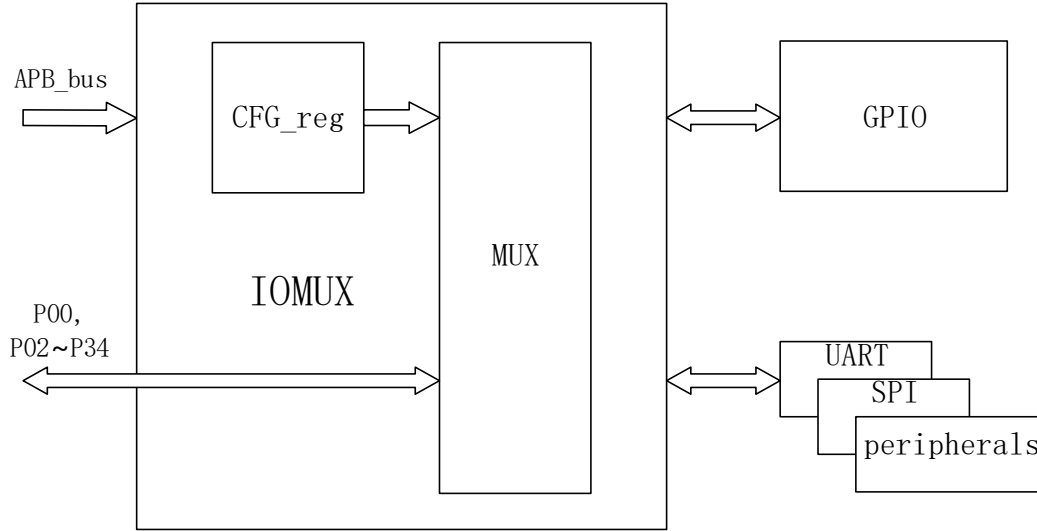 APB_bus
CFG_reg
GPIO
MUX
IOMUX
P00,
P02~P34
UART
SPI
peripherals